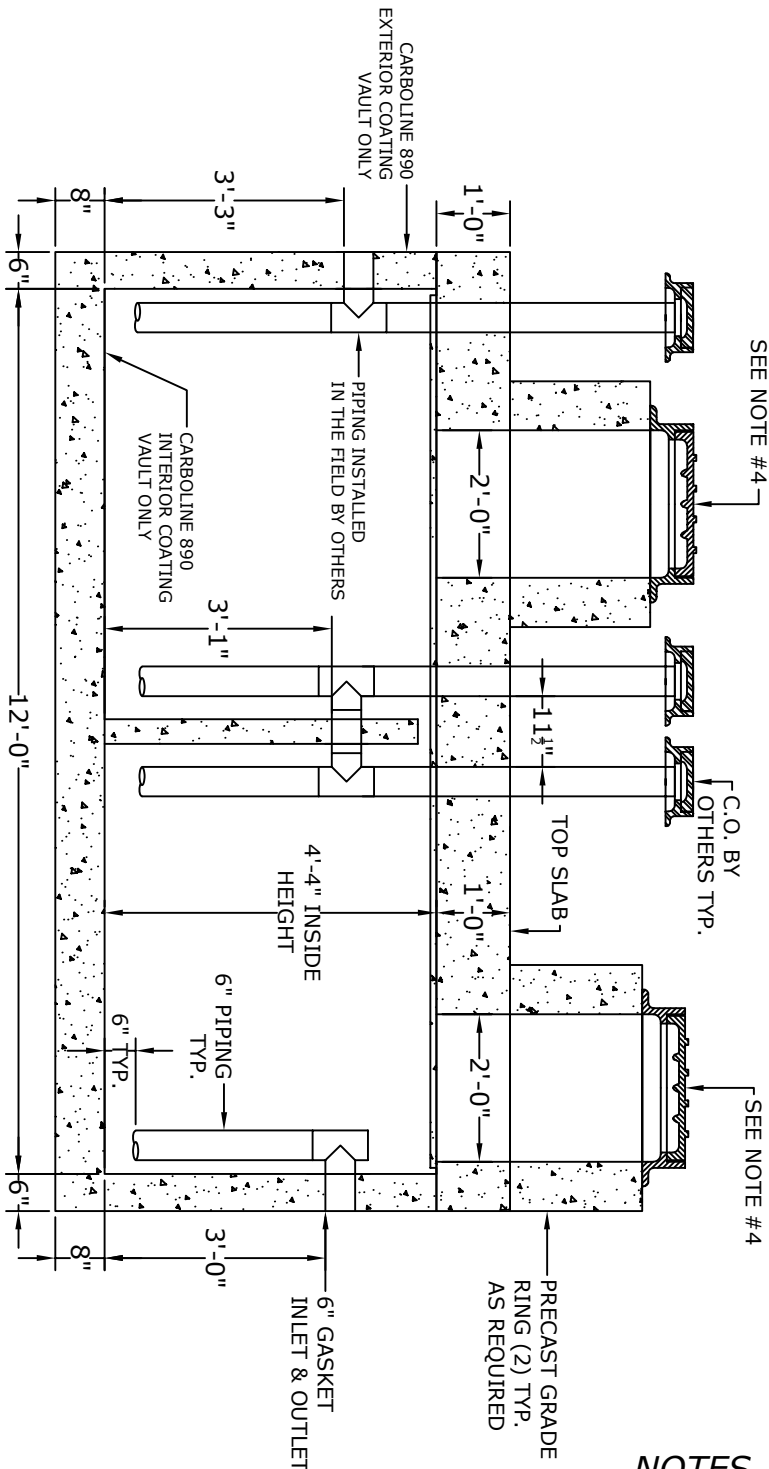 SEE NOTE #4
SEE NOTE #4
C.O. BY
OTHERS TYP.
CARBOLINE 890
EXTERIOR COATING
VAULT ONLY
1'-0"
2'-0"
11½"
TOP SLAB
1'-0"
2'-0"
PRECAST GRADE
RING (2) TYP.
AS REQUIRED
3'-3"
PIPING INSTALLED
IN THE FIELD BY OTHERS
3'-1"
4'-4" INSIDE
HEIGHT
6" PIPING
TYP.
3'-0"
6" GASKET
INLET & OUTLET
CARBOLINE 890
INTERIOR COATING
VAULT ONLY
6" TYP.
8"
8"
6"
12'-0"
6"
NOTES